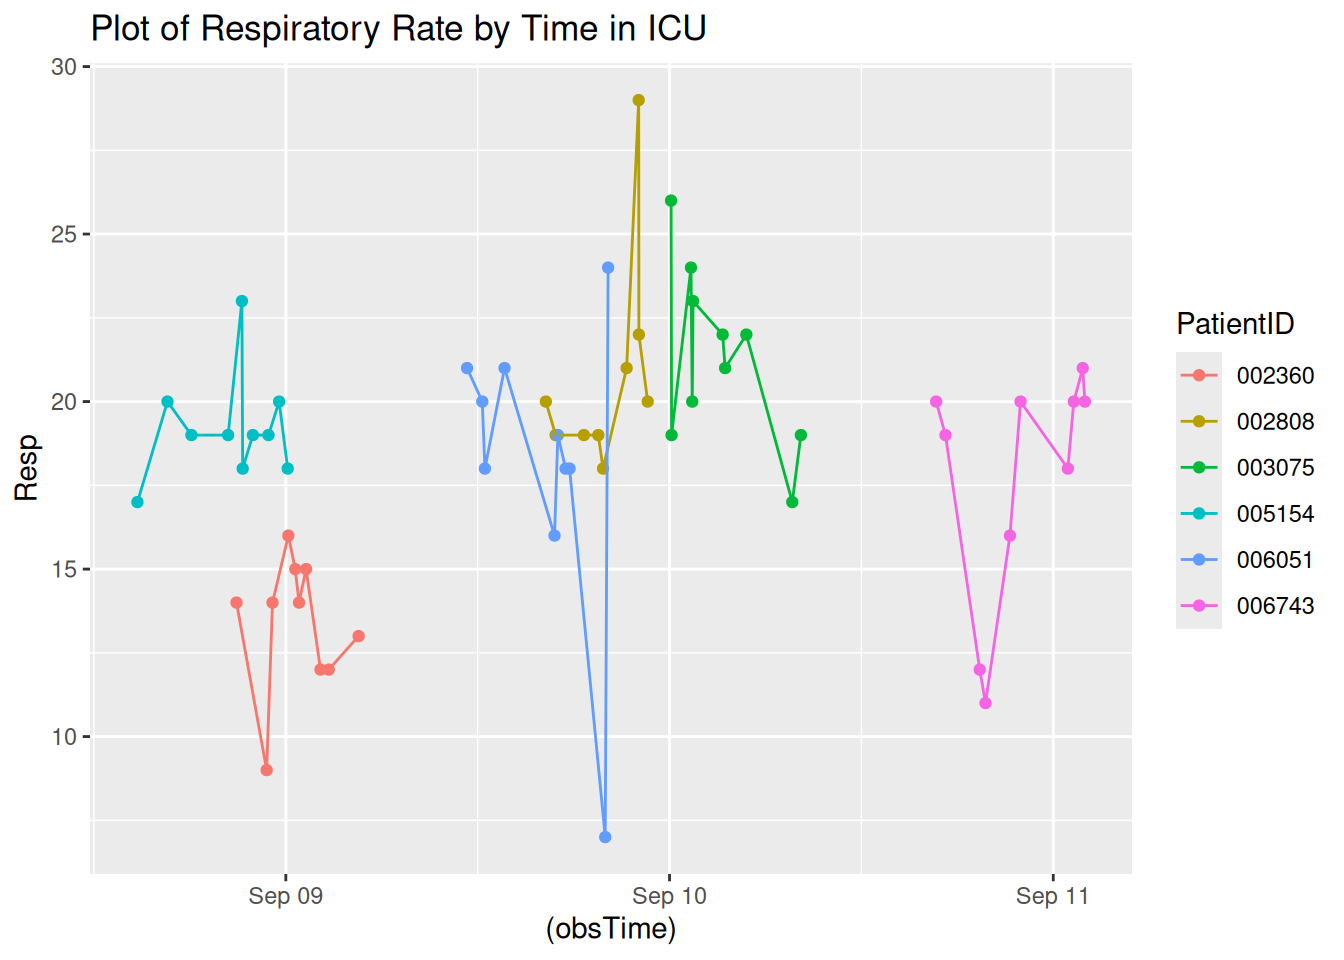 Plot of Respiratory Rate by Time in ICU
30
25
20
15
10
Resp
Sep 09
Sep 10
Sep 11
(obsTime)
PatientID
002360
002808
003075
005154
006051
006743